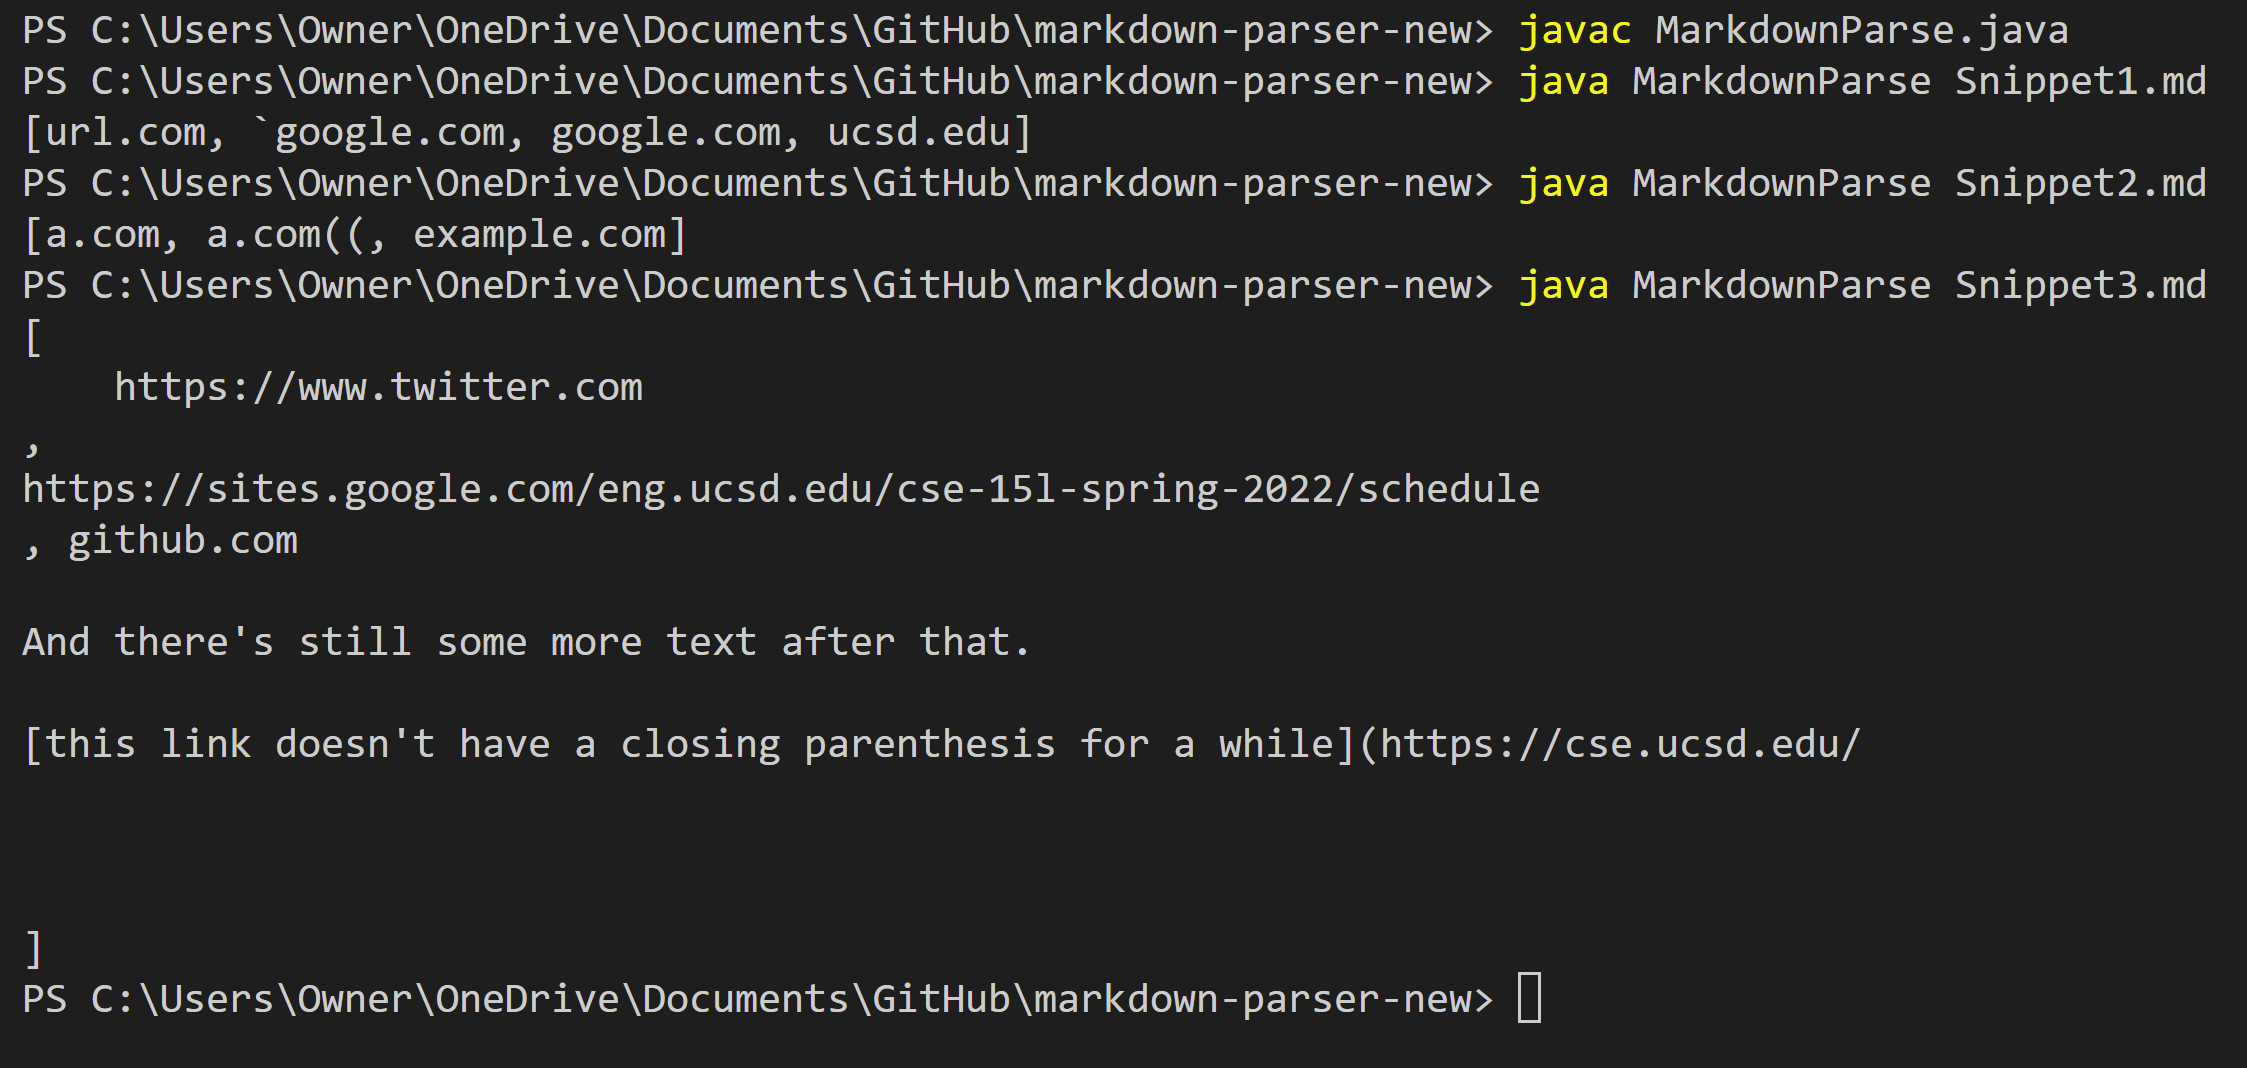 PS C:\Users\Owner\OneDrive\Documents\GitHub\markdown-parser-new> javac MarkdownParse.java
PS C:\Users\Owner\OneDrive\Documents\GitHub\markdown-parser-new> java MarkdownParse Snippet1.md
[url.com, `google.com, google.com, ucsd.edu]
PS C:\Users\Owner\OneDrive\Documents\GitHub\markdown-parser-new> java MarkdownParse Snippet2.md
[a.com, a.com((, example.com]
PS C:\Users\Owner\OneDrive\Documents\GitHub\markdown-parser-new> java MarkdownParse Snippet3.md
[
    https://www.twitter.com
,
https://sites.google.com/eng.ucsd.edu/cse-15l-spring-2022/schedule
, github.com

And there's still some more text after that.

[this link doesn't have a closing parenthesis for a while](https://cse.ucsd.edu/



]
PS C:\Users\Owner\OneDrive\Documents\GitHub\markdown-parser-new>